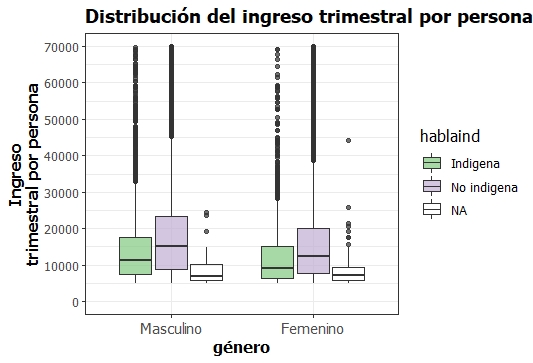 Distribución del ingreso trimestral por persona
Ingreso
trimestral por persona
70000
60000
50000
40000
30000
20000
10000
0
Masculino
Femenino
género
hablaind
Indigena
No indigena
NA